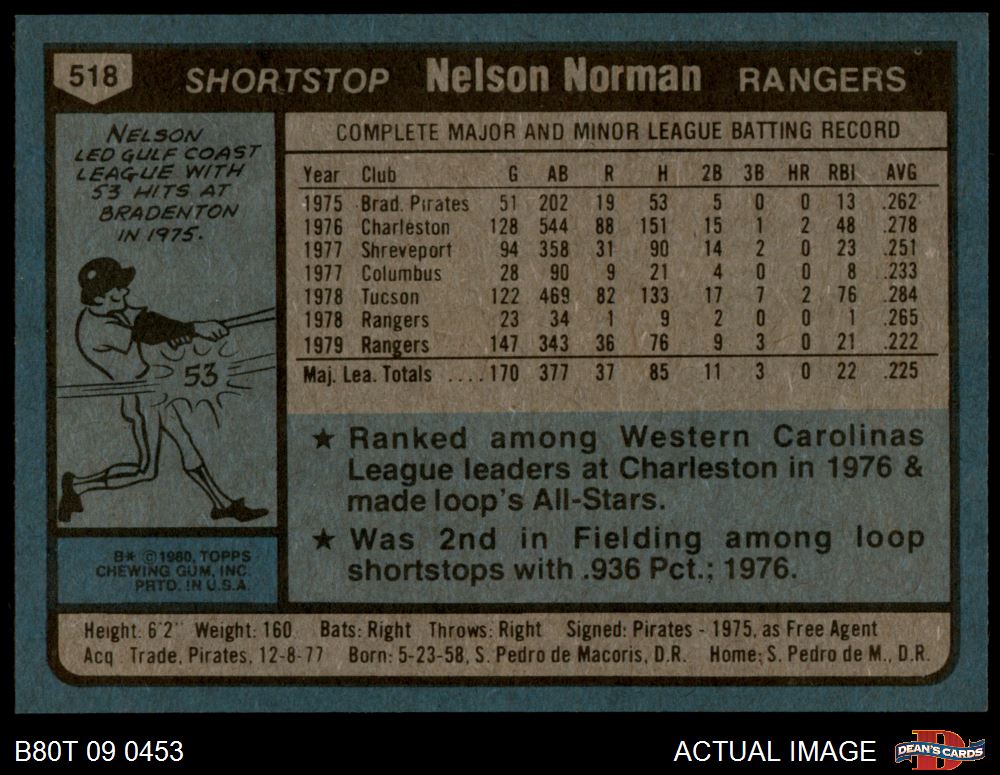 518 SHORTSTOP Nelson Norman RANGERS
NELSON
LED GULF COAST
LEAGUE WITH
53 HITS AT
BRADENTON
IN 1975.
53
B* © 1980, TOPPS
CHEWING GUM, INC.
PRTD. IN U.S.A.
COMPLETE MAJOR AND MINOR LEAGUE BATTING RECORD
Year Club G AB R H 2B 3B HR RBI AVG
1975 Brad. Pirates 51 202 19 53 5 0 0 13 .262
1976 Charleston 128 544 88 151 15 1 2 48 .278
1977 Shreveport 94 358 31 90 14 2 0 23 .251
1977 Columbus 28 90 9 21 4 0 0 8 .233
1978 Tucson 122 469 82 133 17 7 2 76 .284
1978 Rangers 23 34 1 9 2 0 0 1 .265
1979 Rangers 147 343 36 76 9 3 0 21 .222
Maj. Lea. Totals ....170 377 37 85 11 3 0 22 .225
★ Ranked among Western Carolinas
League leaders at Charleston in 1976 &
made loop's All-Stars.
★ Was 2nd in Fielding among loop
shortstops with .936 Pct.; 1976.
Height: 6'2" Weight: 160 Bats: Right Throws: Right Signed: Pirates - 1975, as Free Agent
Acq Trade, Pirates, 12-8-77 Born: 5-23-58, S. Pedro de Macoris, D.R. Home: S. Pedro de M., D.R.
B80T 09 0453 ACTUAL IMAGE DEAN'S CARDS